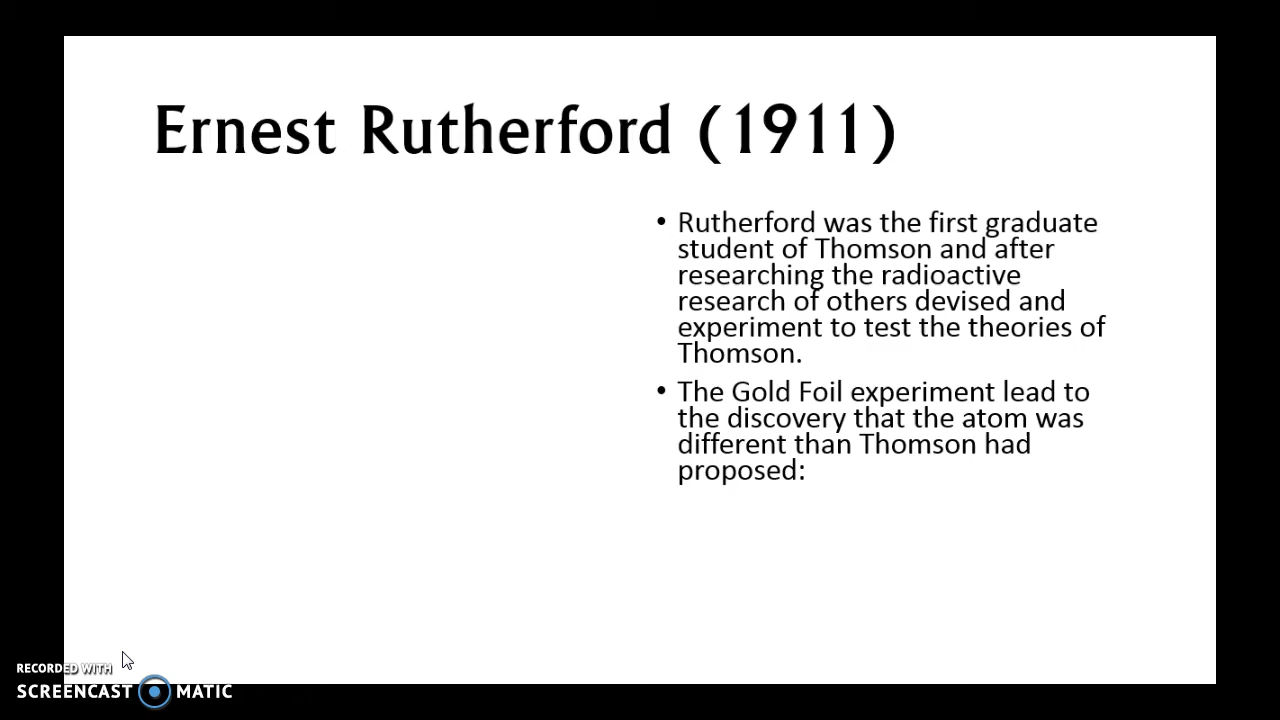 Ernest Rutherford (1911)
• Rutherford was the first graduate
student of Thomson and after
researching the radioactive
research of others devised and
experiment to test the theories of
Thomson.
• The Gold Foil experiment lead to
the discovery that the atom was
different than Thomson had
proposed:
RECORDED WITH
SCREENCAST MATIC